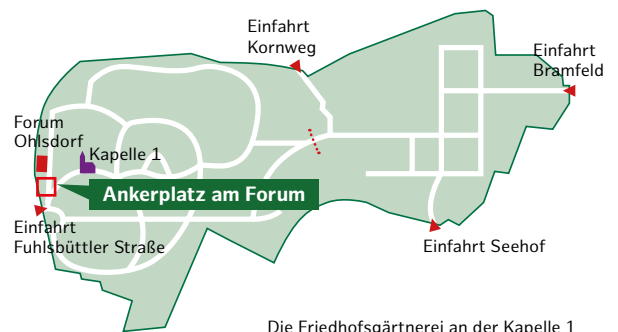 Einfahrt
Kornweg
Einfahrt
Bramfeld
Forum
Ohlsdorf
Kapelle 1
Ankerplatz am Forum
Einfahrt
Fuhlsbüttler Straße
Einfahrt Seehof
Die Friedhofsgärtnerei an der Kapelle 1